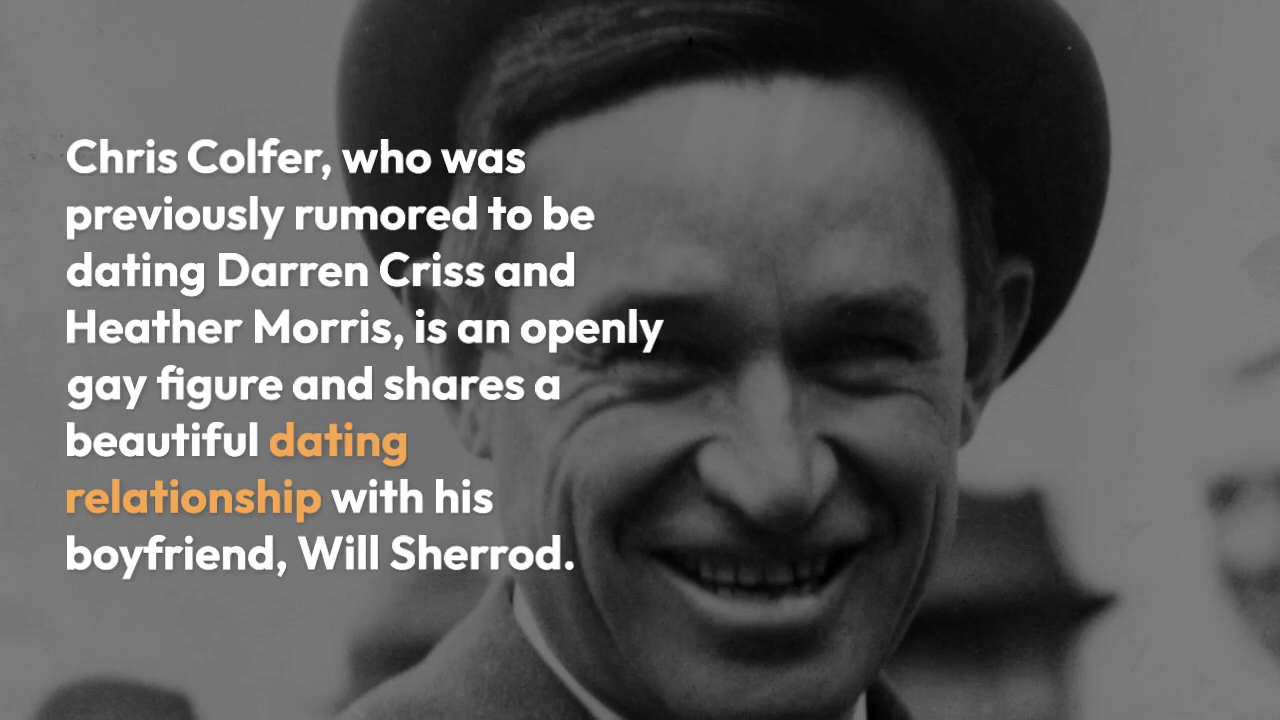 Chris Colfer, who was
previously rumored to be
dating Darren Criss and
Heather Morris, is an openly
gay figure and shares a
beautiful dating
relationship with his
boyfriend, Will Sherrod.